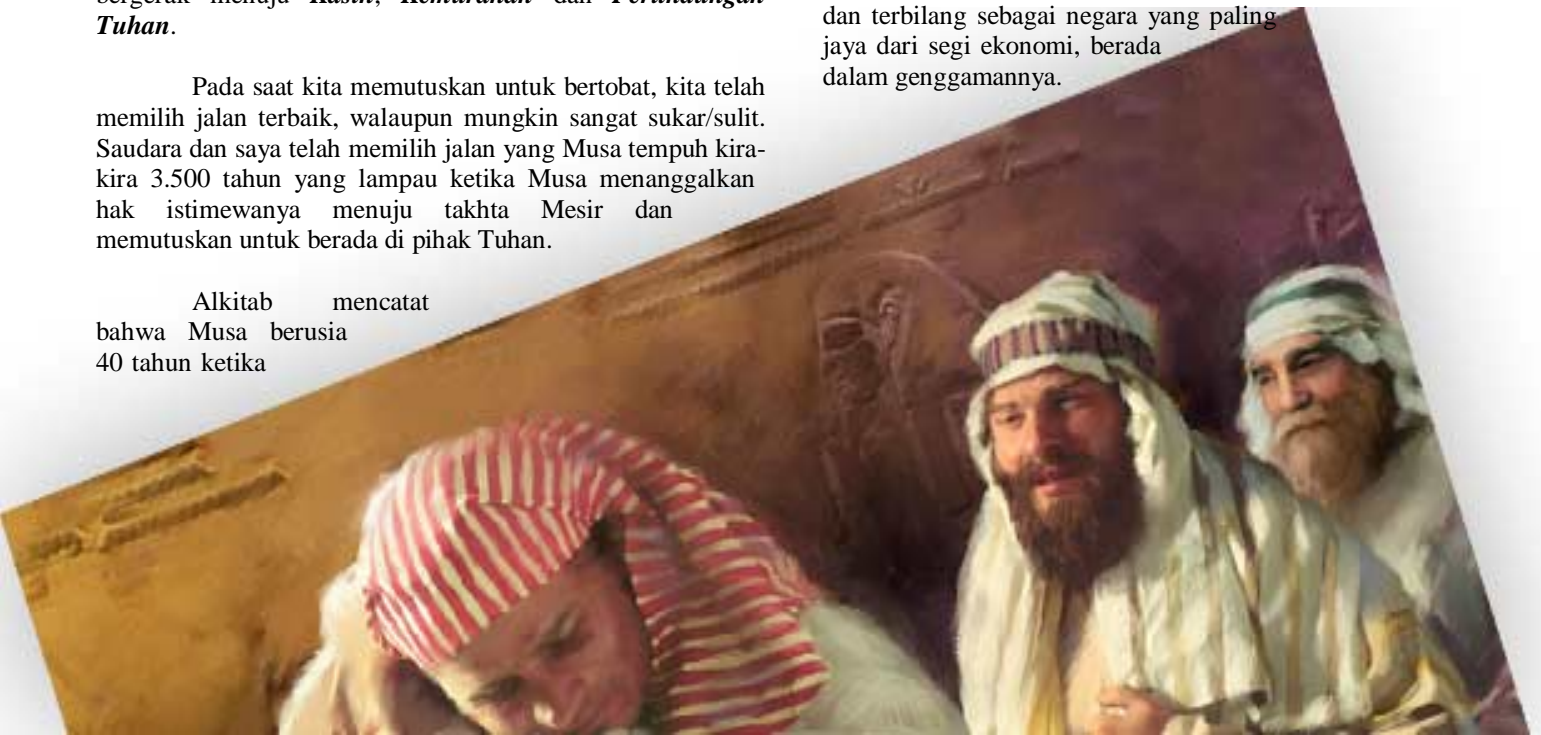 bergerak menuju Kasih, Kemurahan dan Perlindungan
Tuhan.
Pada saat kita memutuskan untuk bertobat, kita telah
memilih jalan terbaik, walaupun mungkin sangat sukar/sulit.
Saudara dan saya telah memilih jalan yang Musa tempuh kira-
kira 3.500 tahun yang lampau ketika Musa menanggalkan
hak istimewanya menuju takhta Mesir dan
memutuskan untuk berada di pihak Tuhan.
Alkitab mencatat
bahwa Musa berusia
40 tahun ketika
dan terbilang sebagai negara yang paling
jaya dari segi ekonomi, berada
dalam genggamannya.